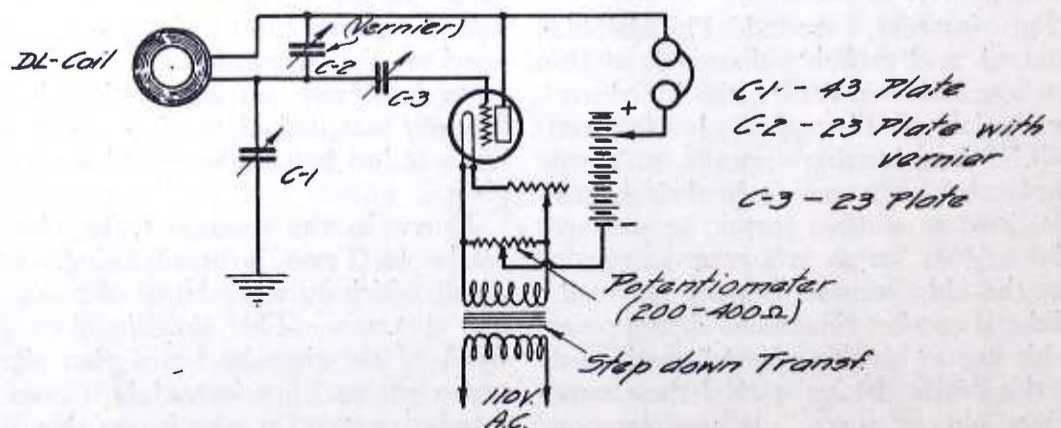 DL-Coil
(Vernier)
C-2
C-3
C-1
+
C-1 - 43 Plate
C-2 - 23 Plate with
vernier
C-3 - 23 Plate
Potentiometer
(200-400Ω)
Step down Transf.
110V.
A.C.